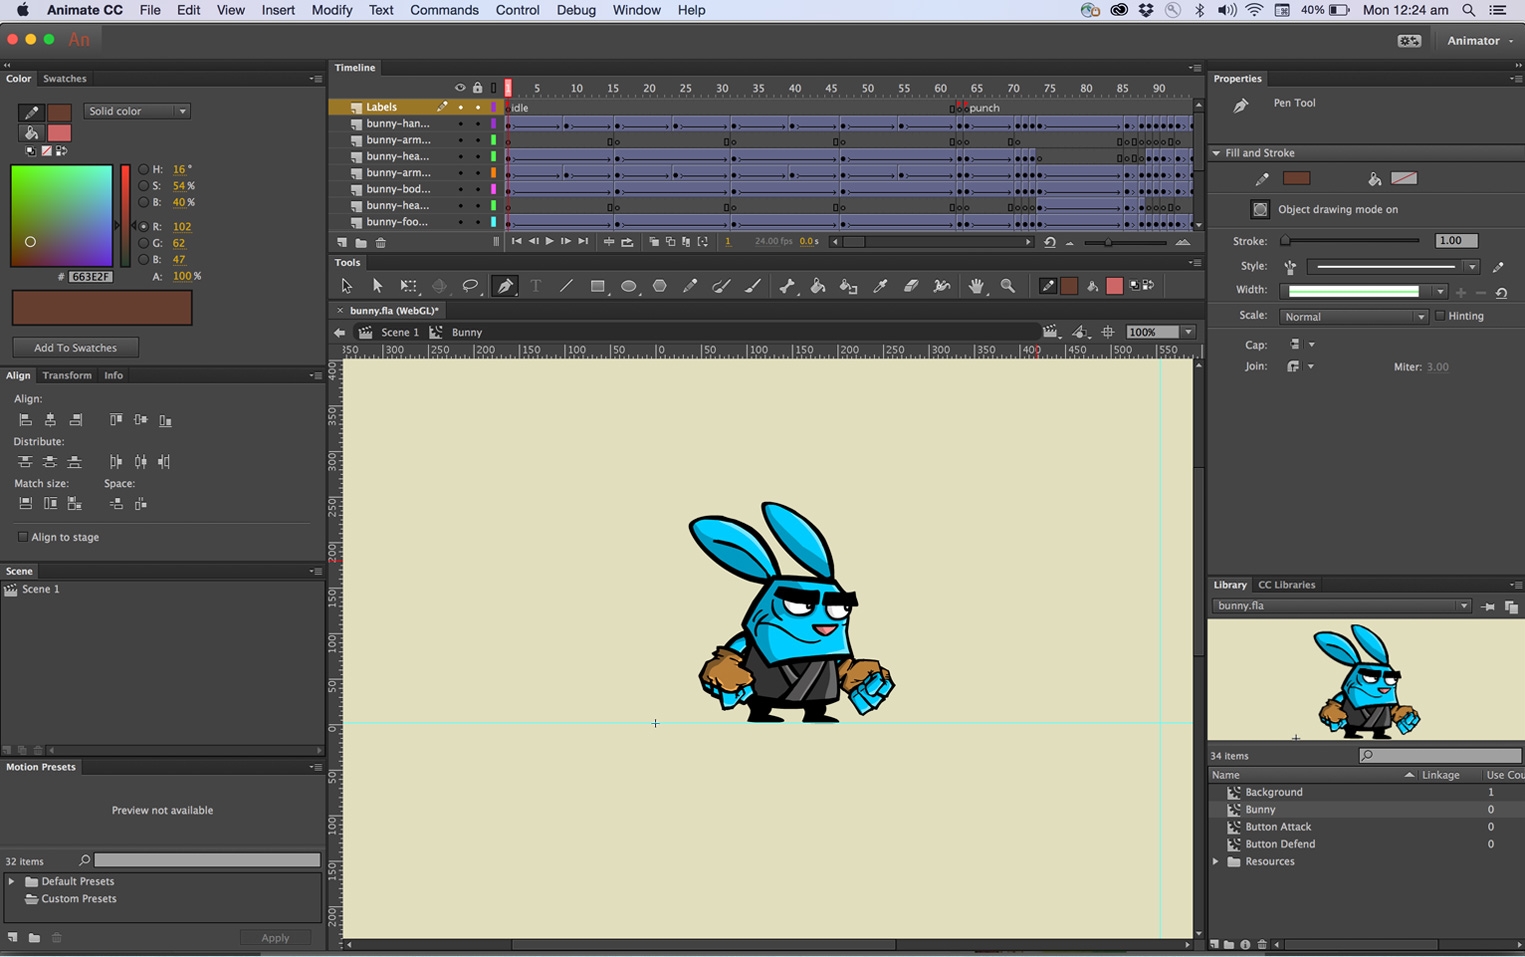 Animate CC File Edit View Insert Modify Text Commands Control Debug Window Help 40% Mon 12:24 am
An Animator
Color Swatches
Solid color
H: 16 °
S: 54 %
B: 40 %
R: 102
G: 62
B: 47
# 663E2F A: 100 %
Add To Swatches
Align Transform Info
Align:
Distribute:
Match size: Space:
Align to stage
Scene
Scene 1
Motion Presets
Preview not available
32 items
Default Presets
Custom Presets
Apply
Timeline
5 10 15 20 25 30 35 40 45 50 55 60 65 70 75 80 85 90
Labels idle punch
bunny-han...
bunny-arm...
bunny-hea...
bunny-arm...
bunny-bod...
bunny-hea...
bunny-foo...
1 24.00 fps 0.0 s
Tools
T
× bunny.fla (WebGL)*
Scene 1 Bunny 100%
350 300 250 200 150 100 50 0 50 100 150 200 250 300 350 400 450 500 550
400
350
300
250
200
150
100
50
0
50
100
150
200
Properties
Pen Tool
Fill and Stroke
Object drawing mode on
Stroke: 1.00
Style:
Width:
Scale: Normal Hinting
Cap:
Join: Miter: 3.00
Library CC Libraries
bunny.fla
34 items
Name Linkage Use Cou
Background 1
Bunny 0
Button Attack 0
Button Defend 0
Resources